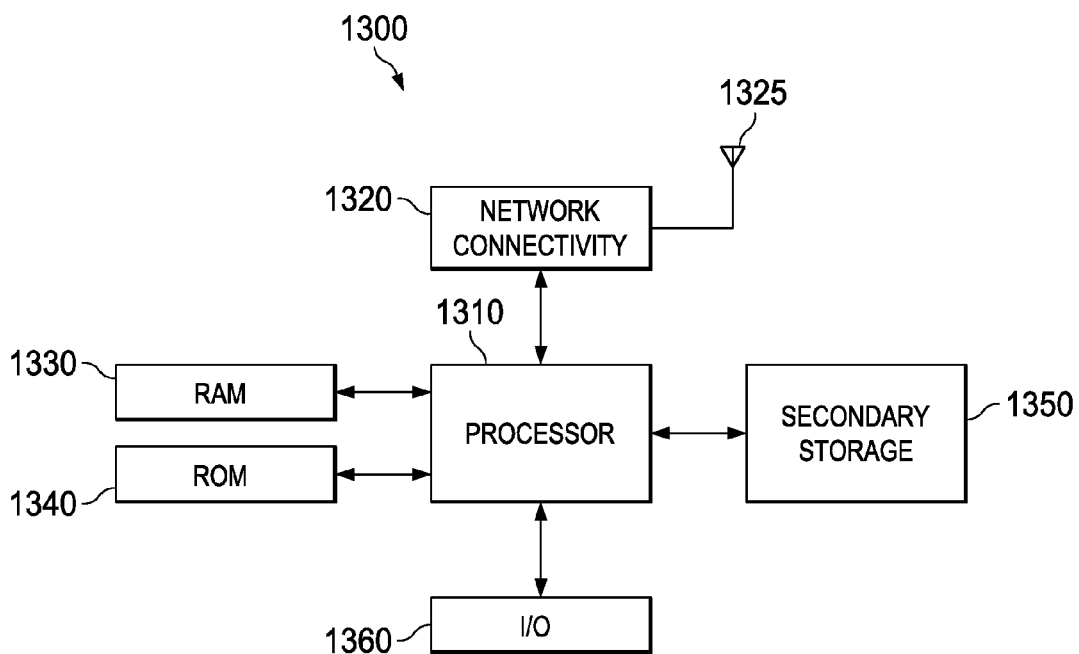 1300
1325
1320
NETWORK
CONNECTIVITY
1310
1330
RAM
PROCESSOR
SECONDARY
STORAGE
1350
ROM
1340
I/O
1360